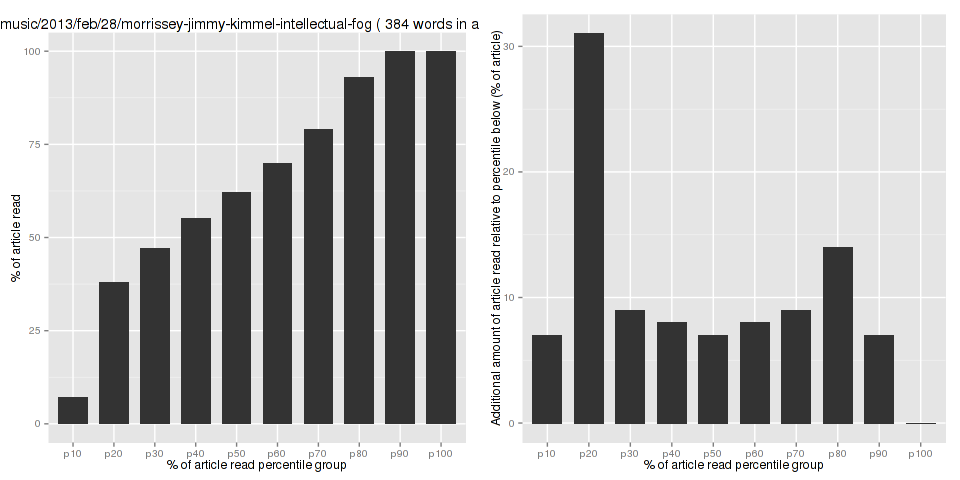 music/2013/feb/28/morrissey-jimmy-kimmel-intellectual-fog ( 384 words in a
% of article read
100
75
50
25
0
p10 p20 p30 p40 p50 p60 p70 p80 p90 p100
% of article read percentile group
Additional amount of article read relative to percentile below (% of article)
30
20
10
0
p10 p20 p30 p40 p50 p60 p70 p80 p90 p100
% of article read percentile group